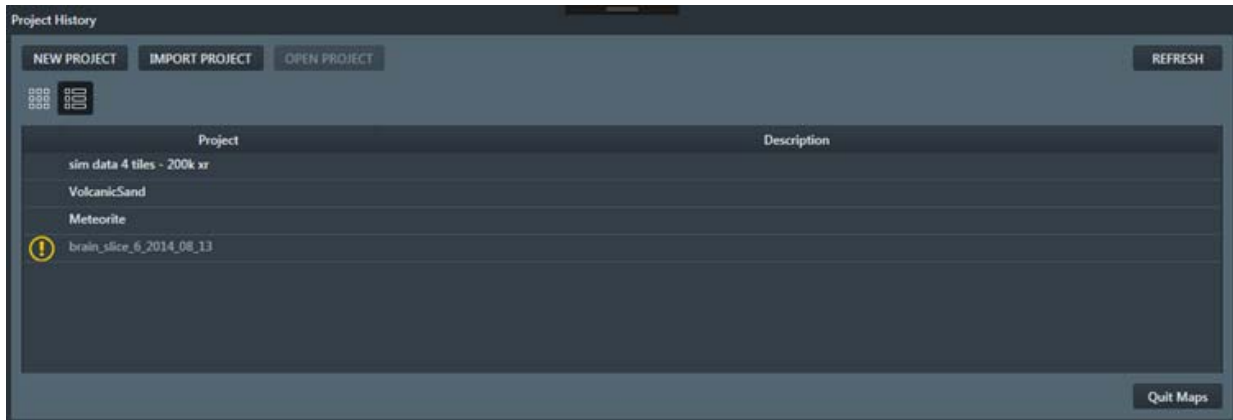 Project History
NEW PROJECT IMPORT PROJECT OPEN PROJECT REFRESH
Project Description
sim data 4 tiles - 200k xr
VolcanicSand
Meteorite
brain_slice_6_2014_08_13
Quit Maps